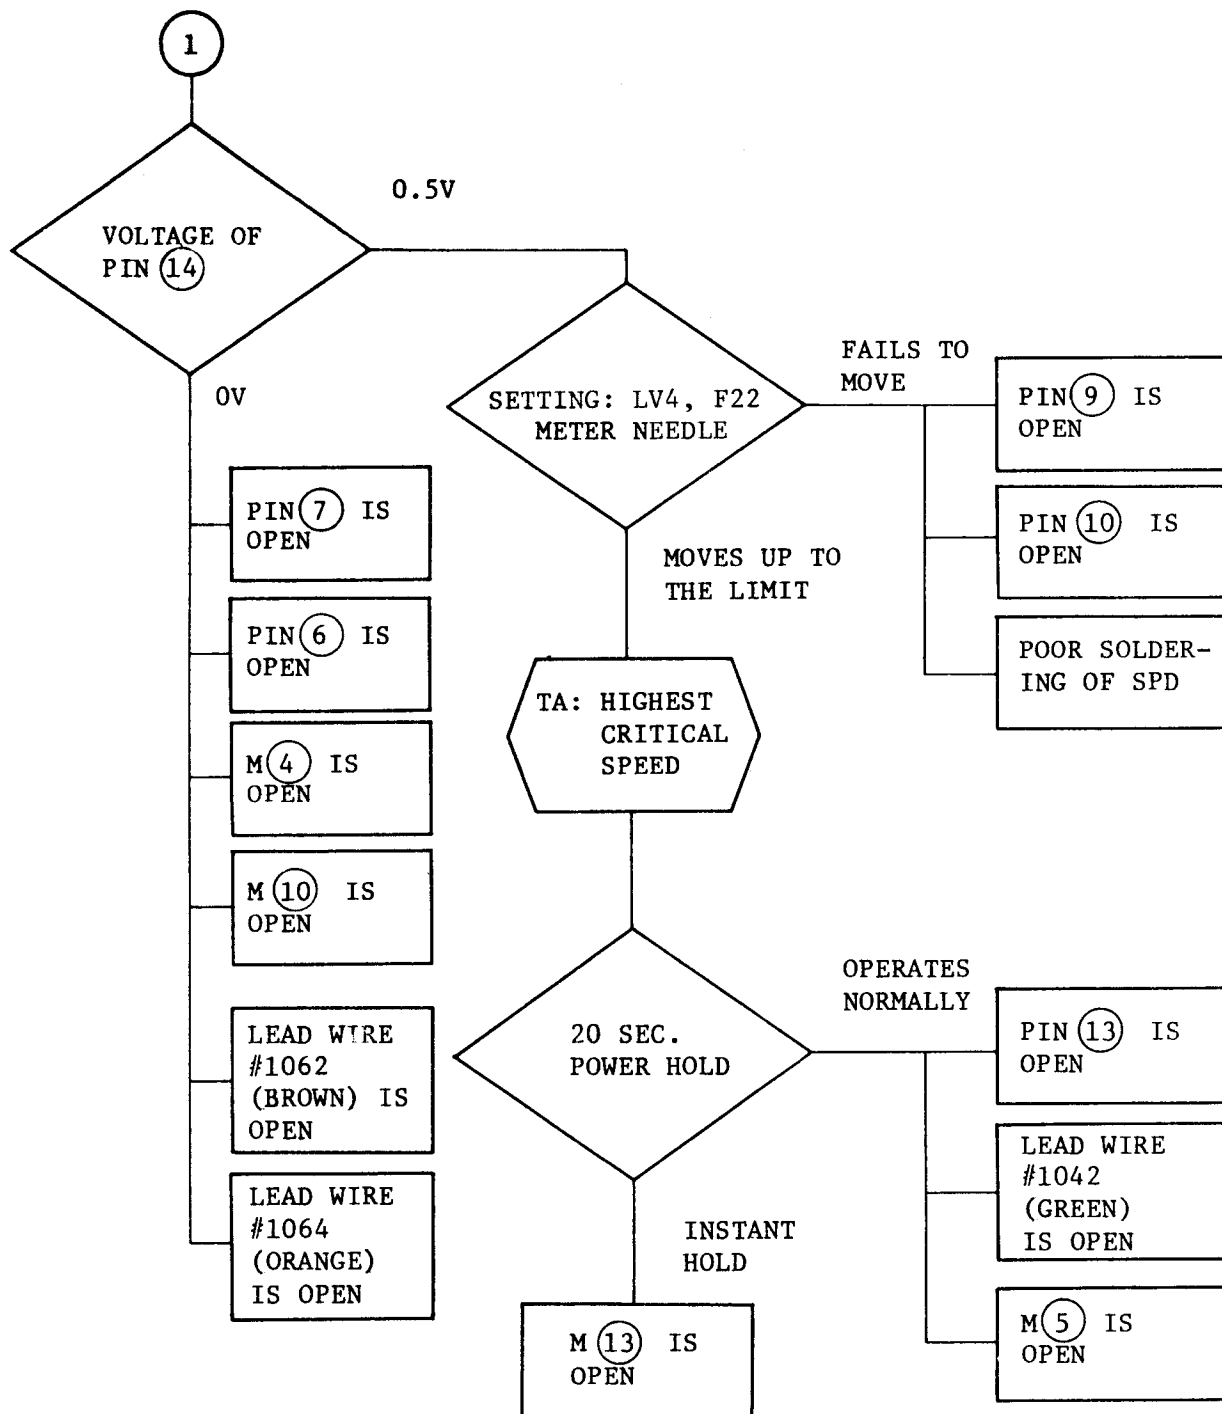 1
VOLTAGE OF
PIN 14
0.5V
0V
SETTING: LV4, F22
METER NEEDLE
FAILS TO
MOVE
PIN 9 IS
OPEN
PIN 10 IS
OPEN
POOR SOLDER-
ING OF SPD
MOVES UP TO
THE LIMIT
PIN 7 IS
OPEN
PIN 6 IS
OPEN
M 4 IS
OPEN
M 10 IS
OPEN
LEAD WIRE
#1062
(BROWN) IS
OPEN
LEAD WIRE
#1064
(ORANGE)
IS OPEN
TA: HIGHEST
CRITICAL
SPEED
20 SEC.
POWER HOLD
OPERATES
NORMALLY
PIN 13 IS
OPEN
LEAD WIRE
#1042
(GREEN)
IS OPEN
M 5 IS
OPEN
INSTANT
HOLD
M 13 IS
OPEN